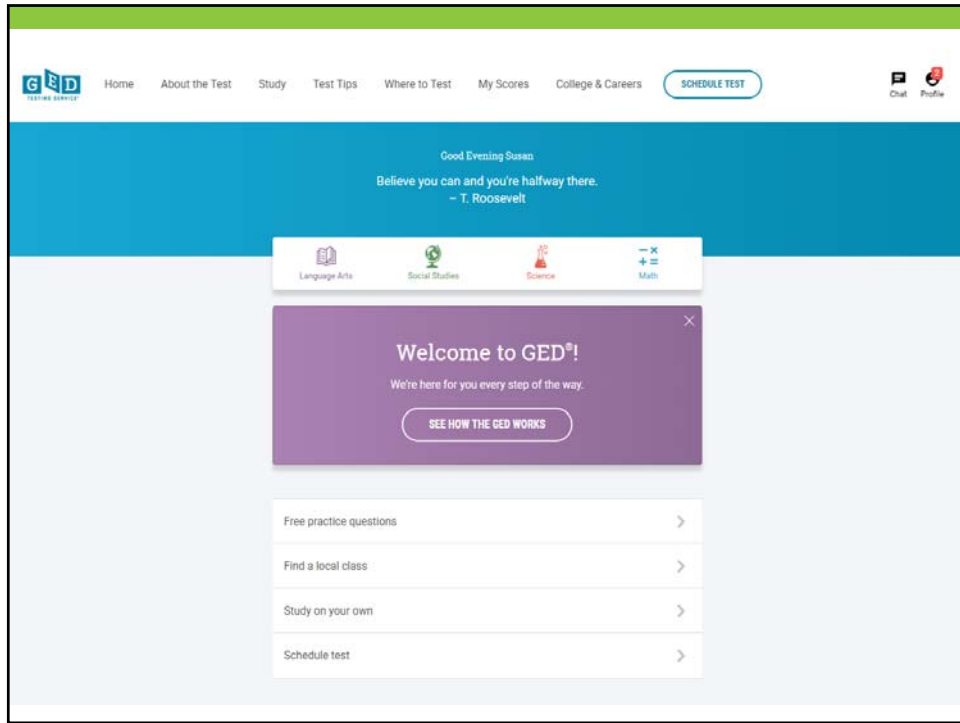 GED
TESTING SERVICE®
Home About the Test Study Test Tips Where to Test My Scores College & Careers SCHEDULE TEST
Chat Profile
Good Evening Susan
Believe you can and you're halfway there.
– T. Roosevelt
Language Arts Social Studies Science Math
Welcome to GED®!
We're here for you every step of the way.
SEE HOW THE GED WORKS
Free practice questions
Find a local class
Study on your own
Schedule test